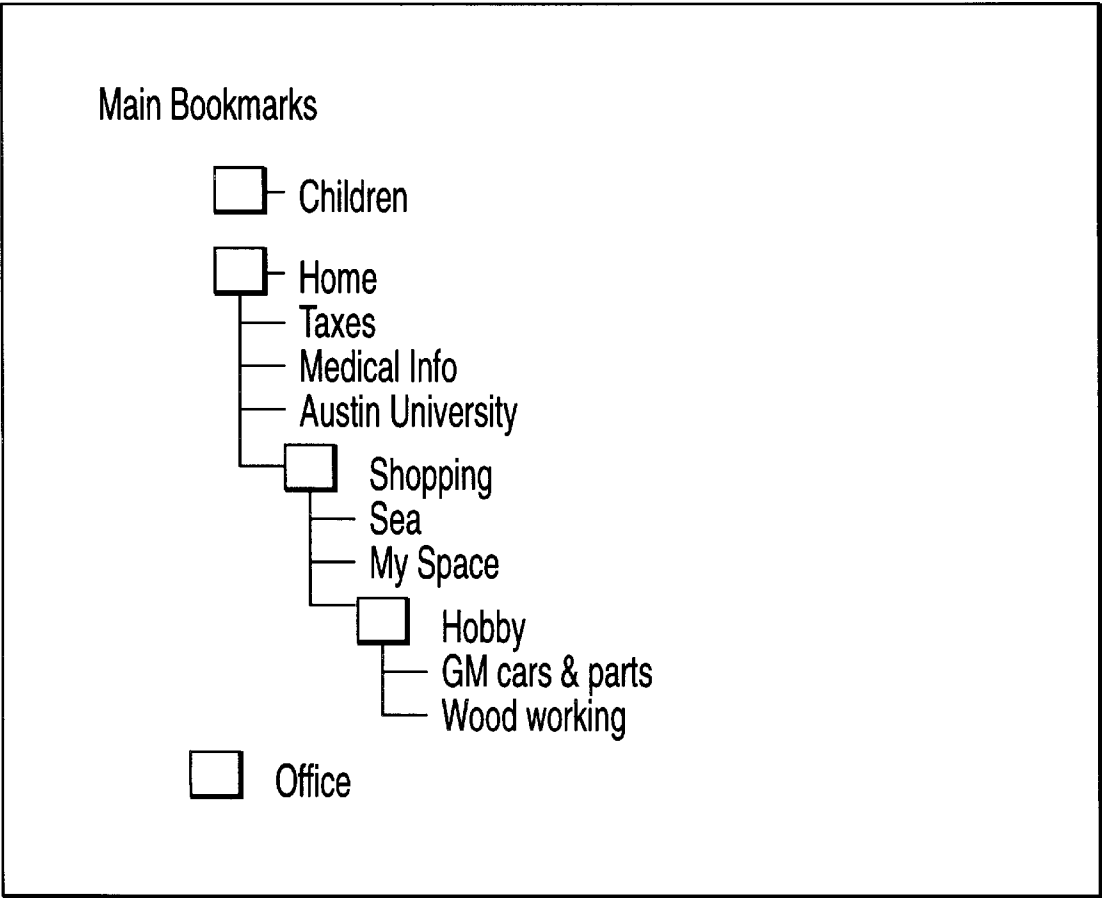 Main Bookmarks
Children
Home
Taxes
Medical Info
Austin University
Shopping
Sea
My Space
Hobby
GM cars & parts
Wood working
Office